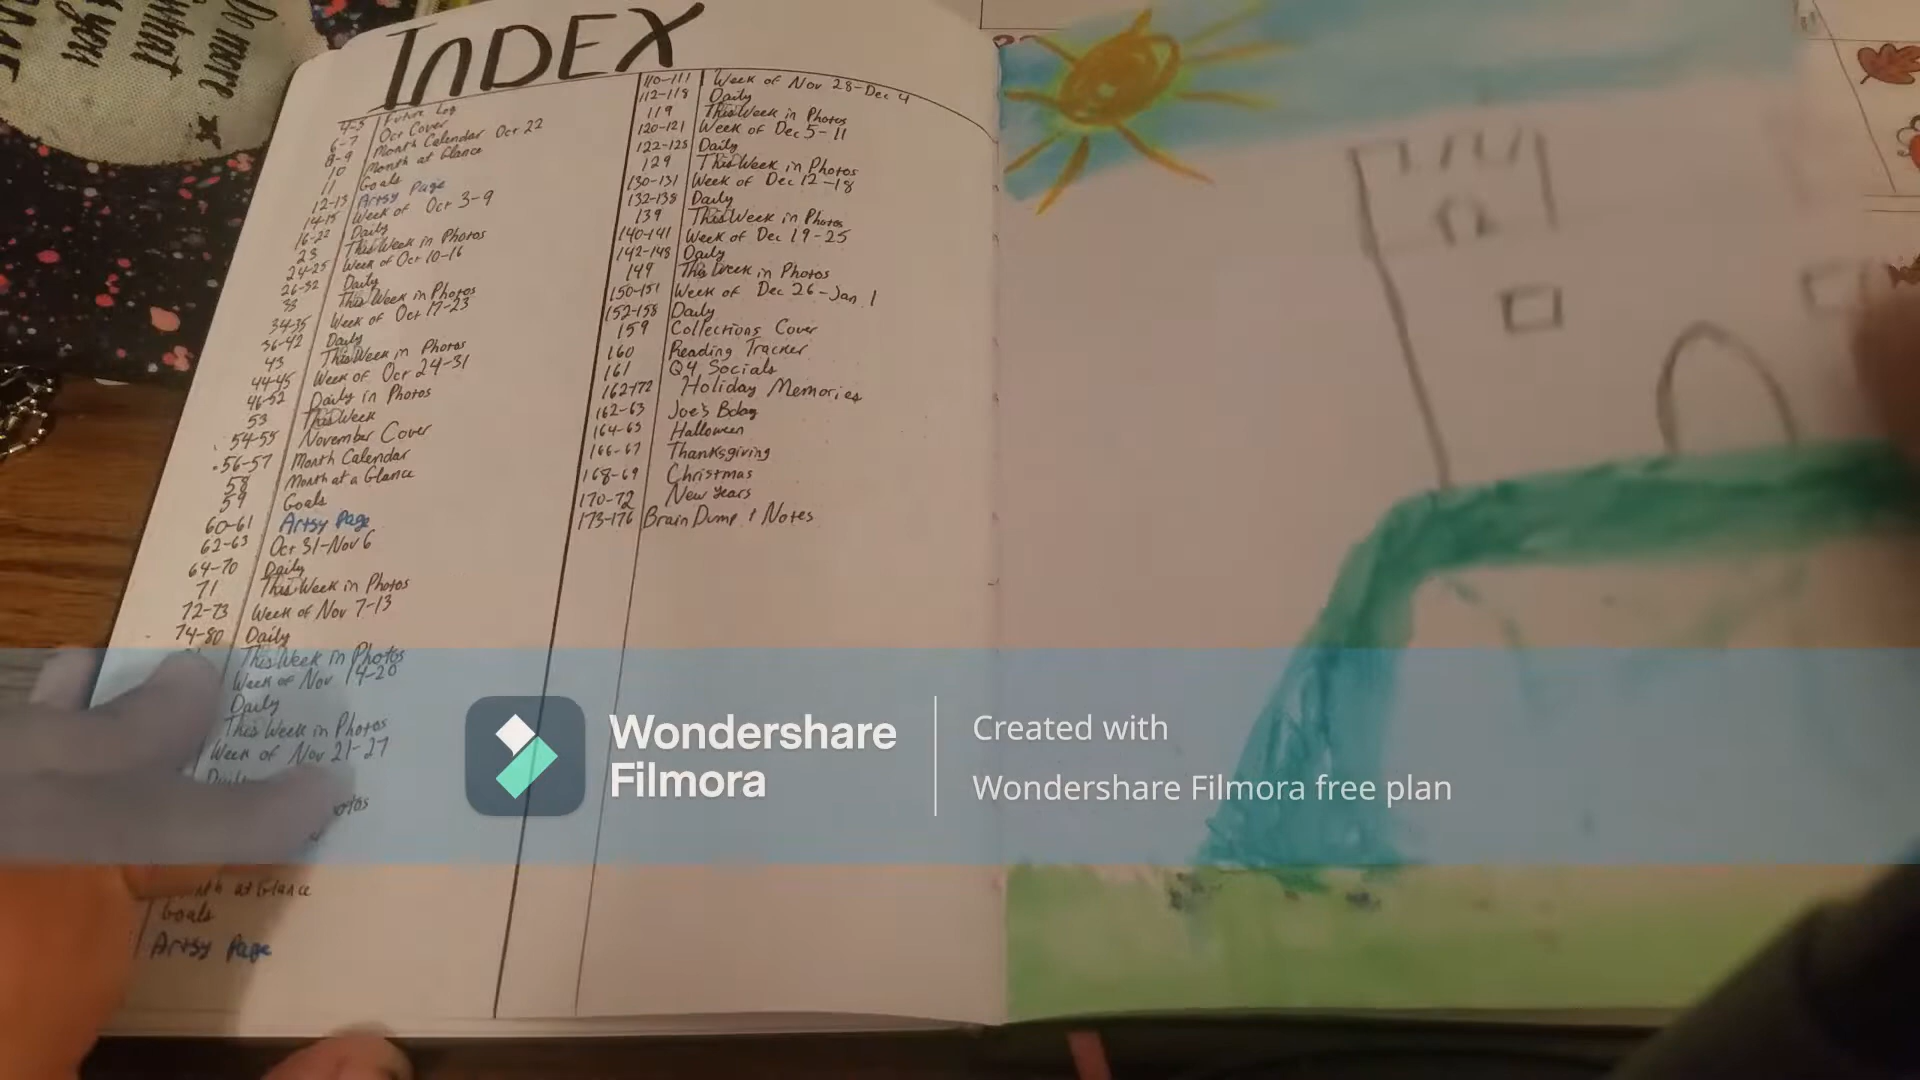 Do more
what
you
INDEX
4-5 Future Log
6-7 Oct Cover
8-9 Month Calendar Oct 22
10 Month at Glance
11 Goals
12-13 Artsy Page
14-15 Week of Oct 3-9
16-22 Daily
23 This Week in Photos
24-25 Week of Oct 10-16
26-32 Daily
33 This Week in Photos
34-35 Week of Oct 17-23
36-42 Daily
43 This Week in Photos
44-45 Week of Oct 24-31
46-52 Daily in Photos
53 This Week
54-55 November Cover
56-57 Month Calendar
58 Month at a Glance
59 Goals
60-61 Artsy Page
62-63 Oct 31-Nov 6
64-70 Daily
71 This Week in Photos
72-73 Week of Nov 7-13
74-80 Daily
This Week in Photos
Week of Nov 14-20
Daily
This Week in Photos
Week of Nov 21-27
Daily
at Glance
Goals
Artsy Page
110-111 Week of Nov 28-Dec 4
112-118 Daily
119 This Week in Photos
120-121 Week of Dec 5-11
122-128 Daily
129 This Week in Photos
130-131 Week of Dec 12-18
132-138 Daily
139 This Week in Photos
140-141 Week of Dec 19-25
142-148 Daily
149 This Week in Photos
150-151 Week of Dec 26-Jan 1
152-158 Daily
159 Collections Cover
160 Reading Tracker
161 Q4 Socials
162-172 Holiday Memories
162-63 Joe's Bday
164-65 Halloween
166-67 Thanksgiving
168-69 Christmas
170-72 New Years
173-176 Brain Dump & Notes
Wondershare
Filmora
Created with
Wondershare Filmora free plan